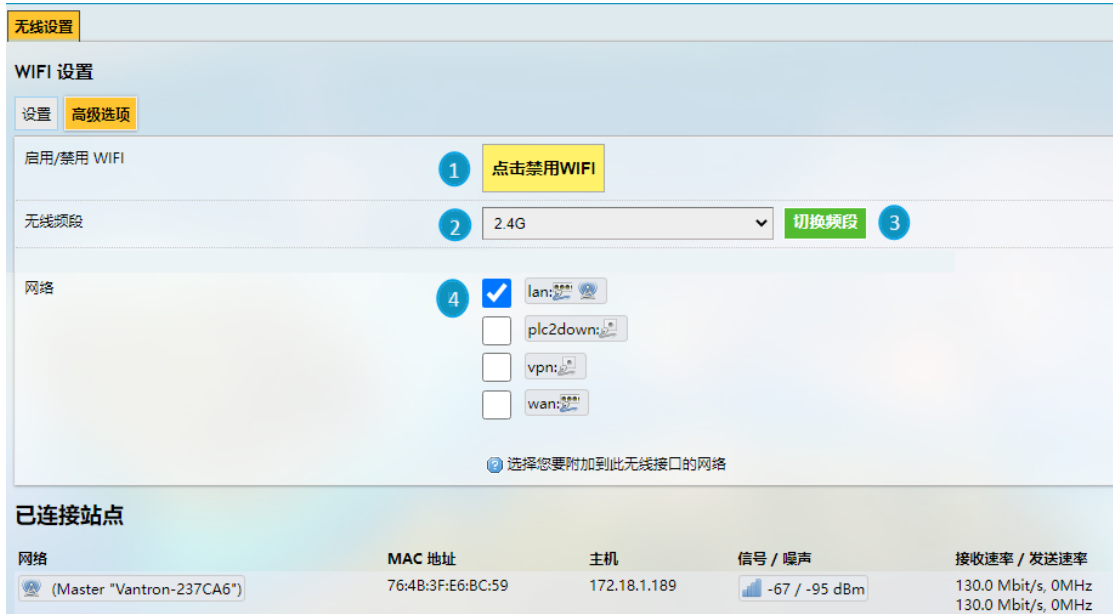 无线设置
WIFI 设置
设置 高级选项
启用/禁用 WIFI 1 点击禁用WIFI
无线频段 2 2.4G 切换频段 3
网络 4 lan:
plc2down:
vpn:
wan:
选择您要附加到此无线接口的网络
已连接站点
网络 MAC 地址 主机 信号 / 噪声 接收速率 / 发送速率
(Master "Vantron-237CA6") 76:4B:3F:E6:BC:59 172.18.1.189 -67 / -95 dBm 130.0 Mbit/s, 0MHz
130.0 Mbit/s, 0MHz